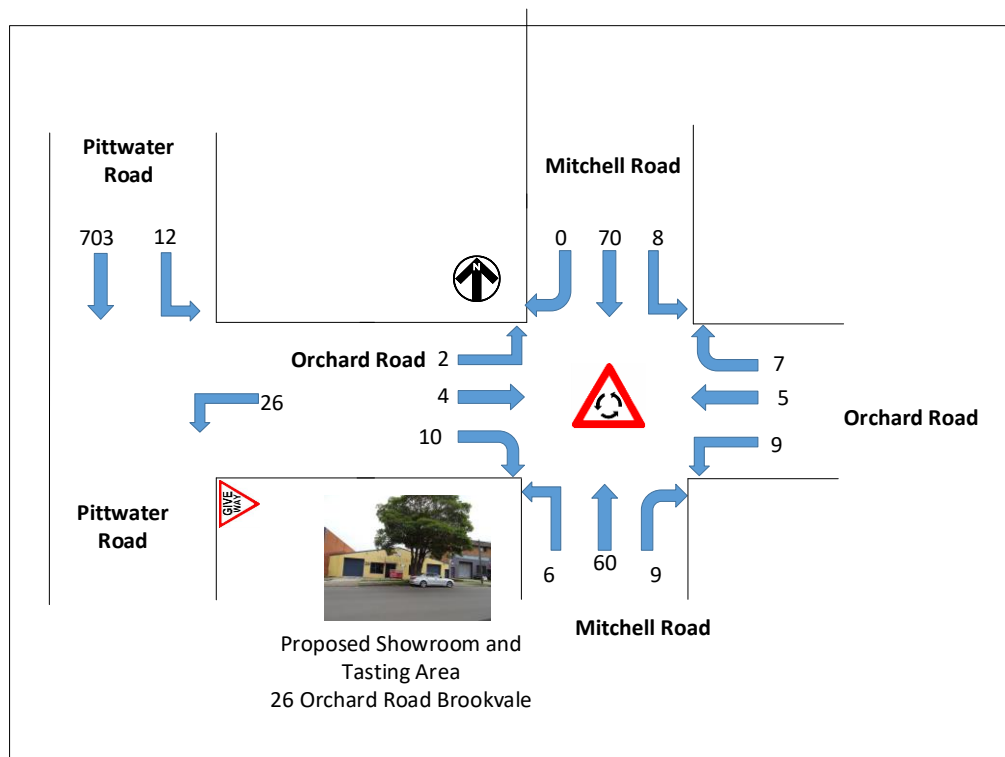 Pittwater
Road
Mitchell Road
703
12
0
70
8
N
Orchard Road
2
7
26
4
5
Orchard Road
10
9
GIVE
WAY
Pittwater
Road
6
60
9
Mitchell Road
Proposed Showroom and
Tasting Area
26 Orchard Road Brookvale